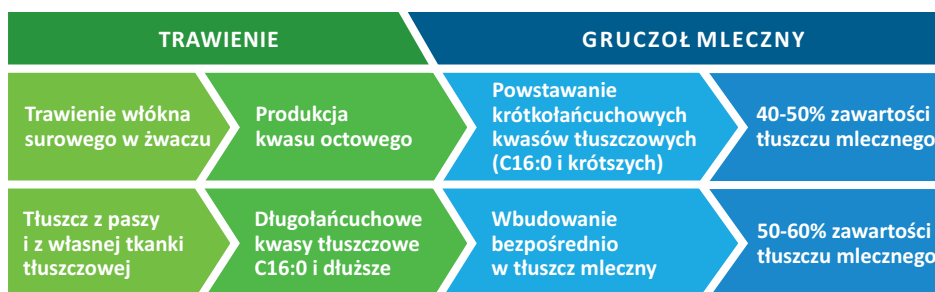 TRAWIENIE
GRUCZOŁ MLECZNY
Trawienie włókna
surowego w żwaczu
Produkcja
kwasu octowego
Powstawanie
krótkołańcuchowych
kwasów tłuszczowych
(C16:0 i krótszych)
40-50% zawartości
tłuszczu mlecznego
Tłuszcz z paszy
i z własnej tkanki
tłuszczowej
Długołańcuchowe
kwasy tłuszczowe
C16:0 i dłuższe
Wbudowanie
bezpośrednio
w tłuszcz mleczny
50-60% zawartości
tłuszczu mlecznego